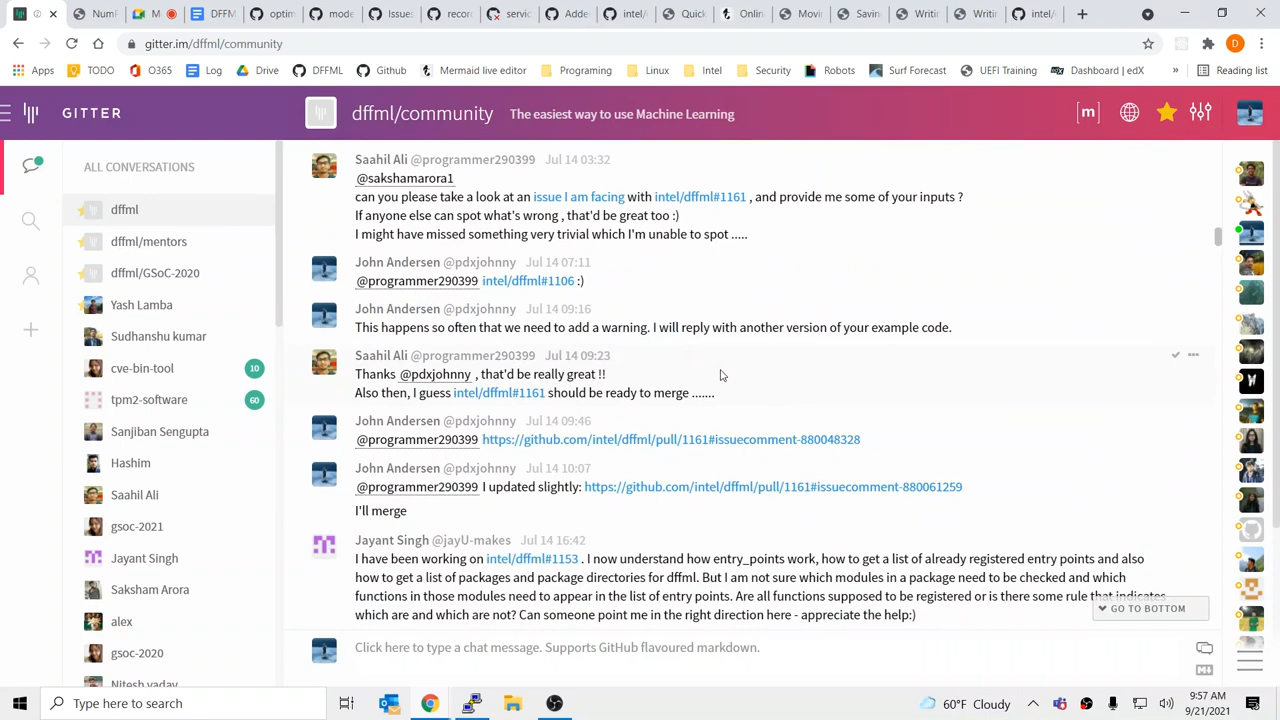 DFFM
optim
recor
servic
Adde
Quick
Onlir
Movi
Savin
Writ
intel/
gitter.im/dffml/community
Apps
TODO
O365
Log
Drive
DFFML
Github
Mermaid live editor
Programing
Linux
Intel
Security
Robots
Surf Forecast
UEFI Training
Dashboard | edX
»
Reading list
GITTER
dffml/community
The easiest way to use Machine Learning
[m]
ALL CONVERSATIONS
dffml
dffml/mentors
dffml/GSoC-2020
Yash Lamba
Sudhanshu kumar
cve-bin-tool 10
tpm2-software 60
Sanjiban Sengupta
Hashim
Saahil Ali
gsoc-2021
Jayant Singh
Saksham Arora
alex
gsoc-2020
Nitesh yadav
Saahil Ali @programmer290399 Jul 14 03:32
@sakshamarora1
can you please take a look at an issue I am facing with intel/dffml#1161 , and provide me some of your inputs ?
If anyone else can spot what's wrong , that'd be great too :)
I might have missed something very trivial which I'm unable to spot .....
John Andersen @pdxjohnny Jul 14 07:11
@programmer290399 intel/dffml#1106 :)
John Andersen @pdxjohnny Jul 14 09:16
This happens so often that we need to add a warning. I will reply with another version of your example code.
Saahil Ali @programmer290399 Jul 14 09:23
Thanks @pdxjohnny , that'd be really great !!
Also then, I guess intel/dffml#1161 should be ready to merge .......
John Andersen @pdxjohnny Jul 14 09:46
@programmer290399 https://github.com/intel/dffml/pull/1161#issuecomment-880048328
John Andersen @pdxjohnny Jul 14 10:07
@programmer290399 I updated slightly: https://github.com/intel/dffml/pull/1161#issuecomment-880061259
I'll merge
Jayant Singh @jayU-makes Jul 14 16:42
I have been working on intel/dffml#1153 . I now understand how entry_points work, how to get a list of already registered entry points and also
how to get a list of packages and package directories for dffml. But I am not sure which modules in a package need to be checked and which
functions in those modules need to appear in the list of entry points. Are all functions supposed to be registered or is there some rule that indicates
which are and which are not? Can someone point me in the right direction here - appreciate the help:)
GO TO BOTTOM
Click here to type a chat message. Supports GitHub flavoured markdown.
Type here to search
60°F Cloudy
9:57 AM
9/21/2021